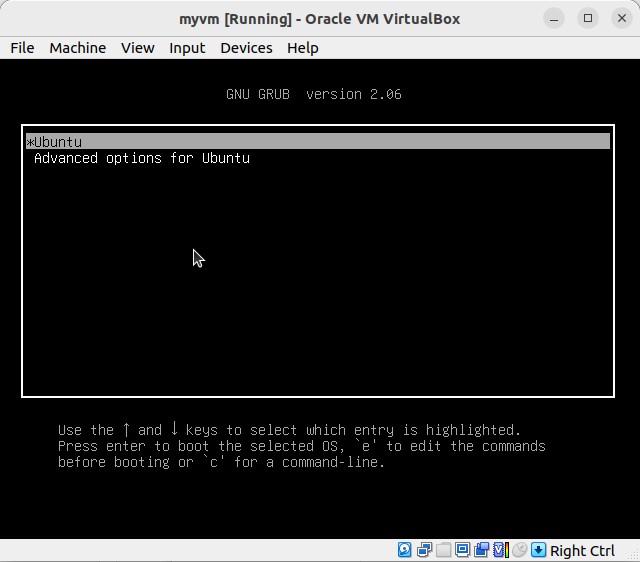 myvm [Running] - Oracle VM VirtualBox
File Machine View Input Devices Help
GNU GRUB version 2.06
*Ubuntu
Advanced options for Ubuntu
Use the ↑ and ↓ keys to select which entry is highlighted.
Press enter to boot the selected OS, `e' to edit the commands
before booting or `c' for a command-line.
Right Ctrl